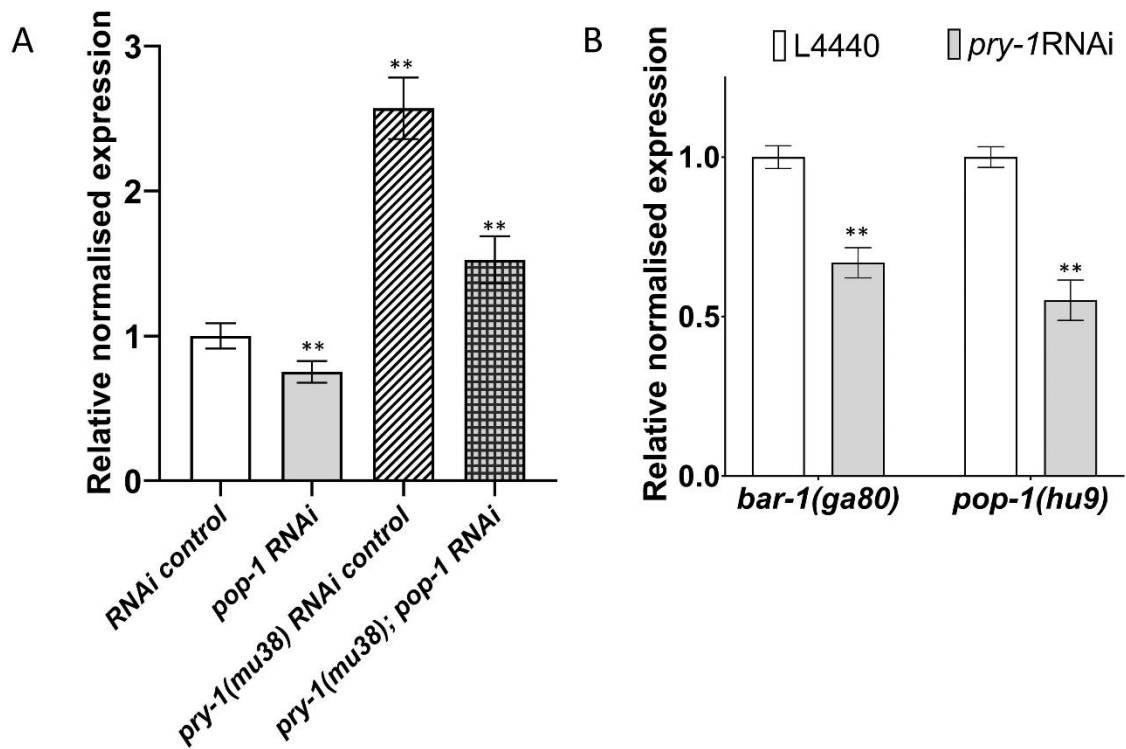 A
Relative normalised expression
3
2
1
0
**
**
**
RNAi control
pop-1 RNAi
pry-1(mu38) RNAi control
pry-1(mu38); pop-1 RNAi
B
L4440
pry-1RNAi
Relative normalised expression
1.0
0.5
0.0
**
**
bar-1(ga80)
pop-1(hu9)